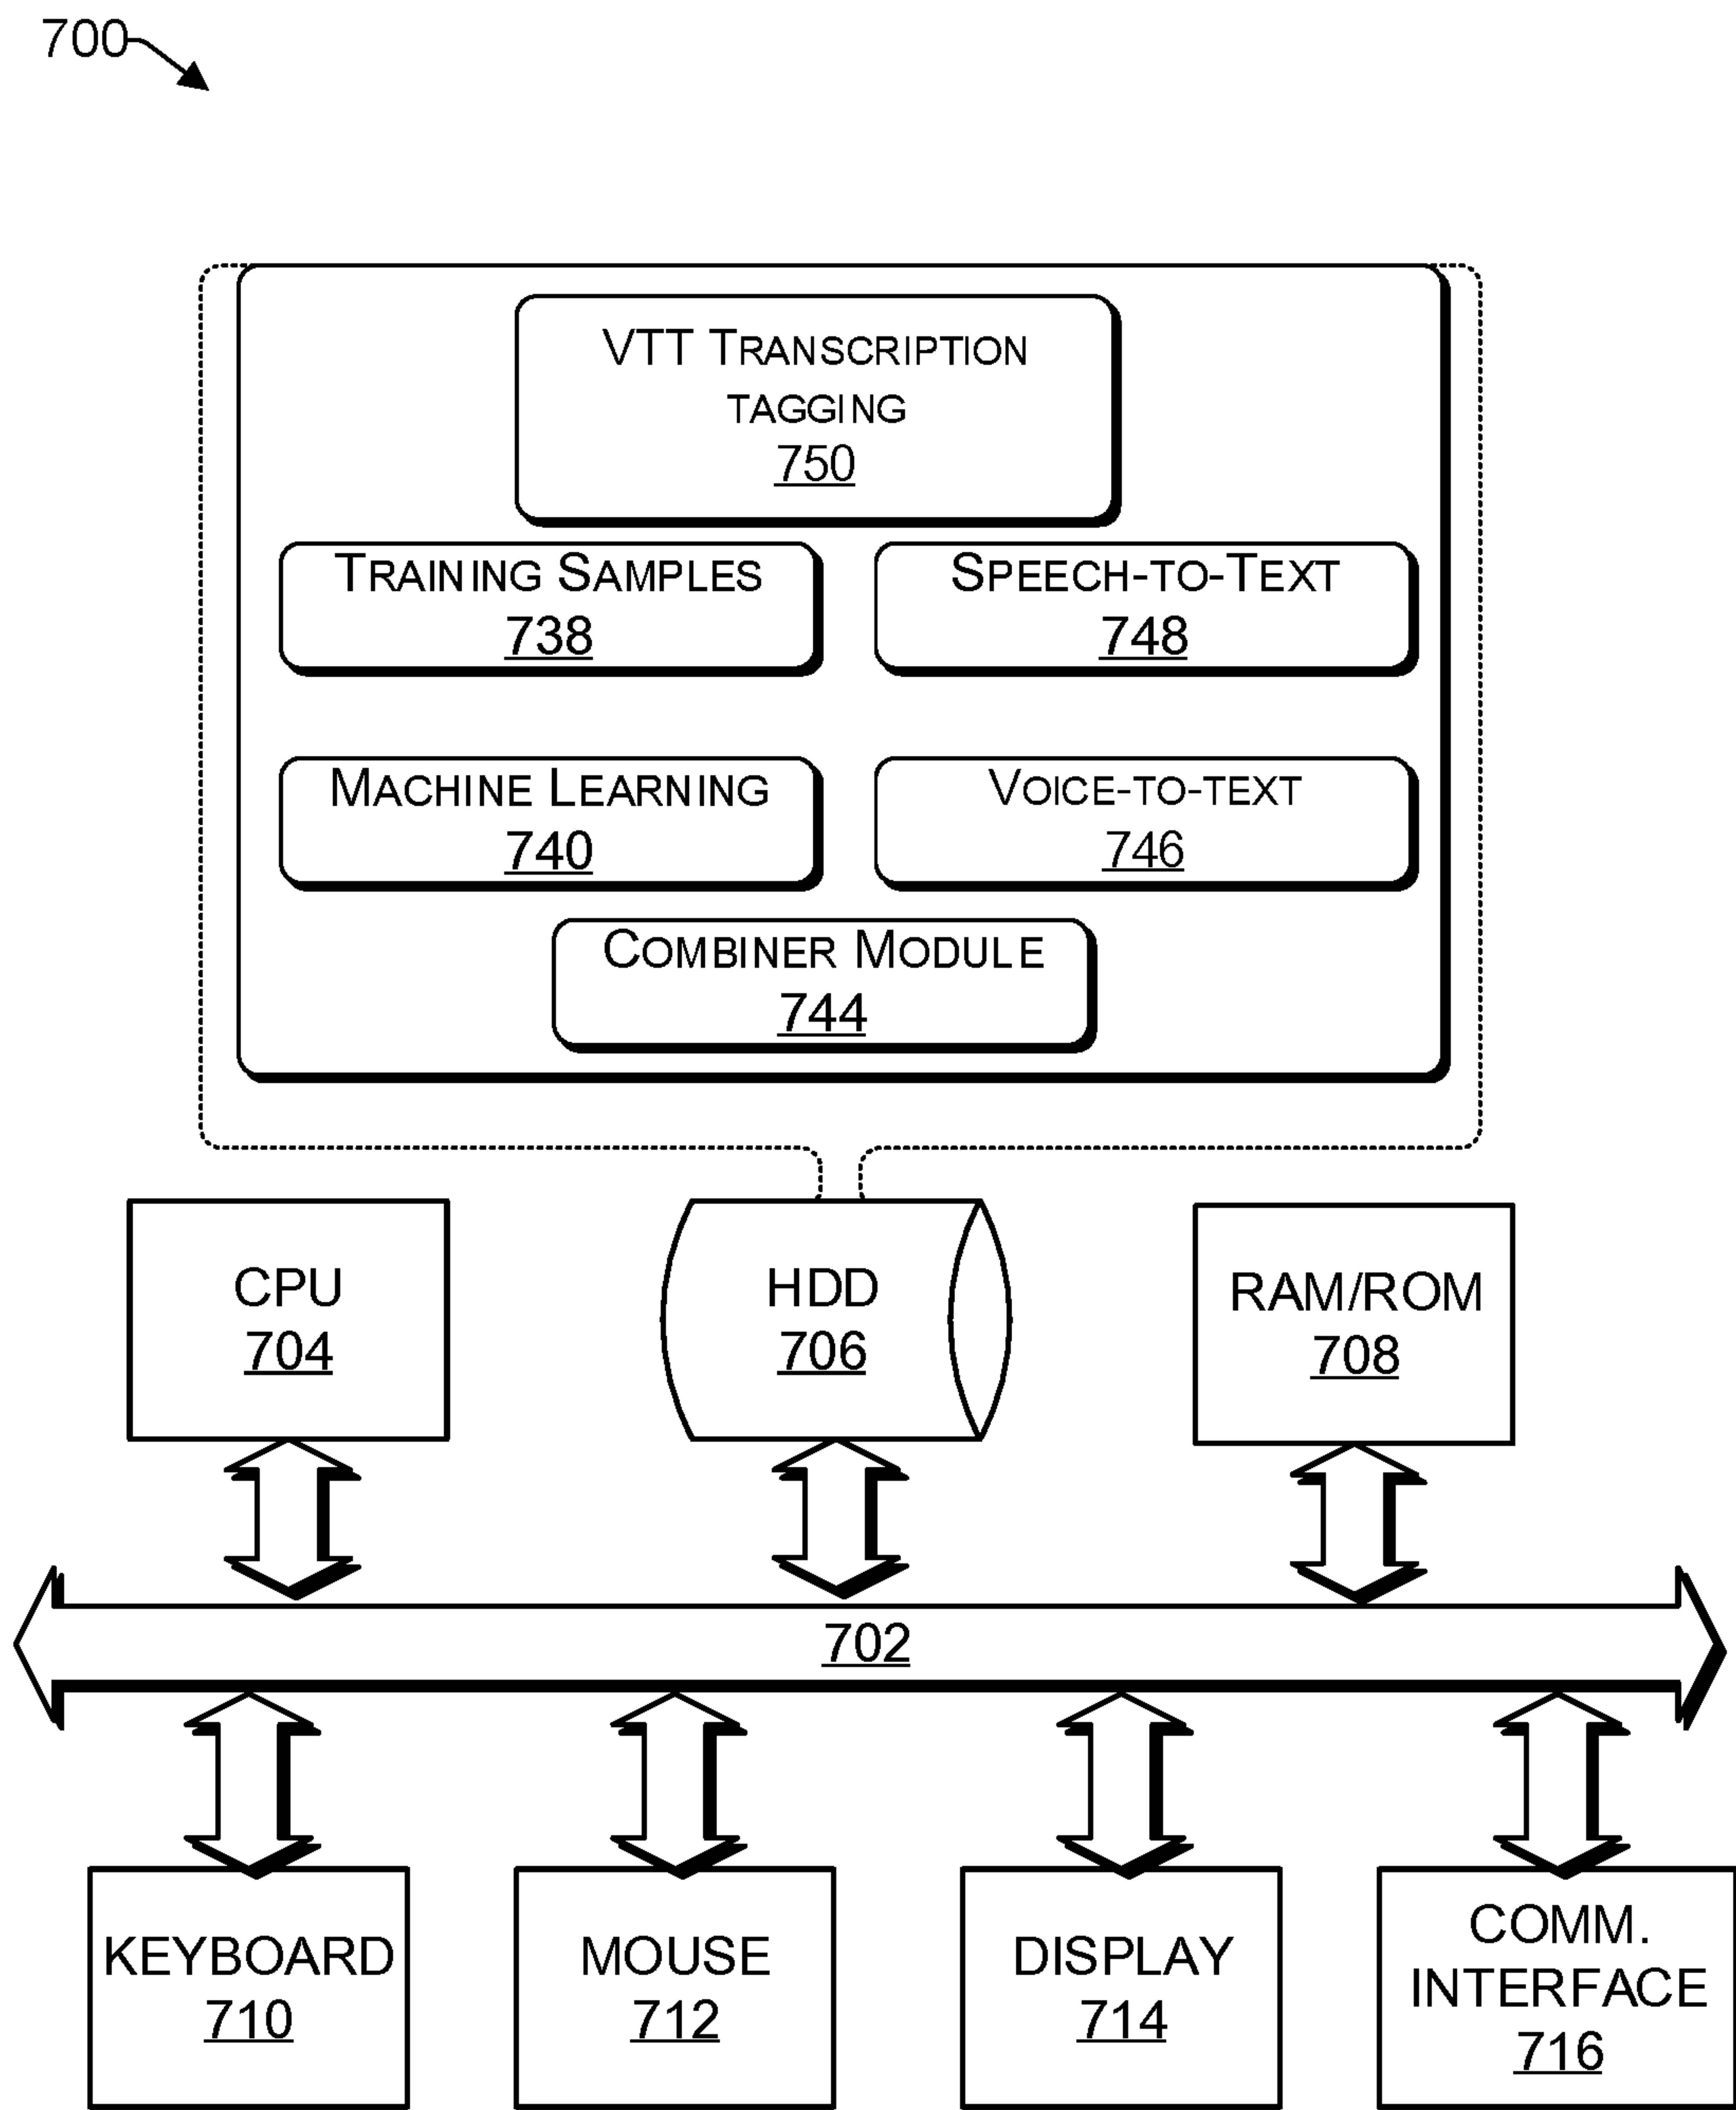 700
VTT Transcription
tagging
750
Training Samples
738
Speech-to-Text
748
Machine Learning
740
Voice-to-text
746
Combiner Module
744
CPU
704
HDD
706
RAM/ROM
708
702
KEYBOARD
710
MOUSE
712
DISPLAY
714
COMM.
INTERFACE
716